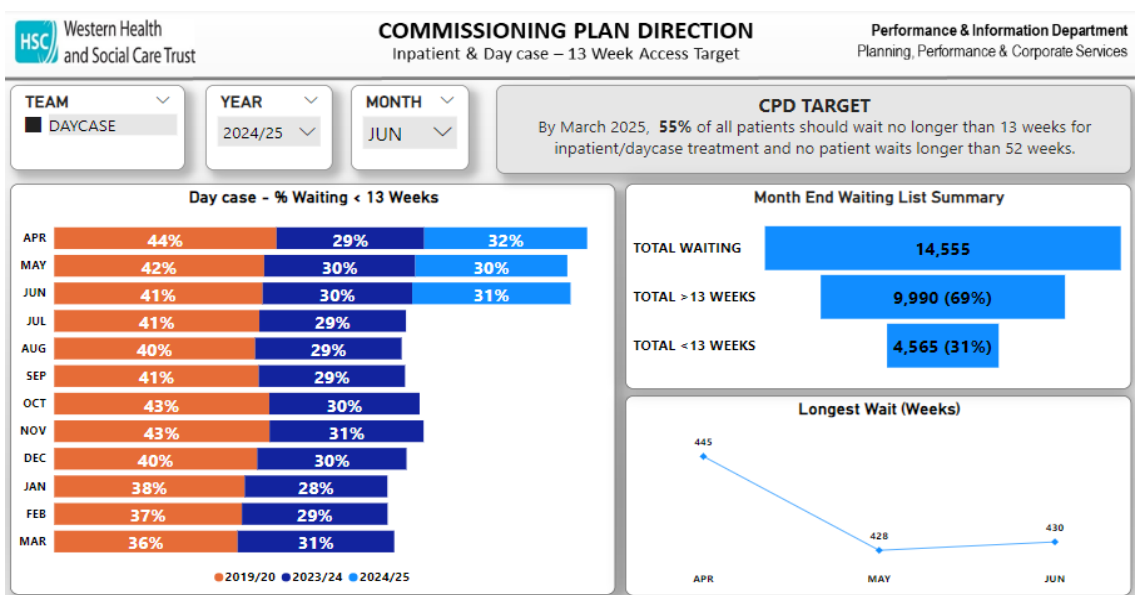 HSC
Western Health
and Social Care Trust
COMMISSIONING PLAN DIRECTION
Inpatient & Day case – 13 Week Access Target
Performance & Information Department
Planning, Performance & Corporate Services
TEAM
DAYCASE
YEAR
2024/25
MONTH
JUN
CPD TARGET
By March 2025, 55% of all patients should wait no longer than 13 weeks for
inpatient/daycase treatment and no patient waits longer than 52 weeks.
Day case - % Waiting < 13 Weeks
APR 44% 29% 32%
MAY 42% 30% 30%
JUN 41% 30% 31%
JUL 41% 29%
AUG 40% 29%
SEP 41% 29%
OCT 43% 30%
NOV 43% 31%
DEC 40% 30%
JAN 38% 28%
FEB 37% 29%
MAR 36% 31%
2019/20 2023/24 2024/25
Month End Waiting List Summary
TOTAL WAITING 14,555
TOTAL >13 WEEKS 9,990 (69%)
TOTAL <13 WEEKS 4,565 (31%)
Longest Wait (Weeks)
445
428
430
APR MAY JUN